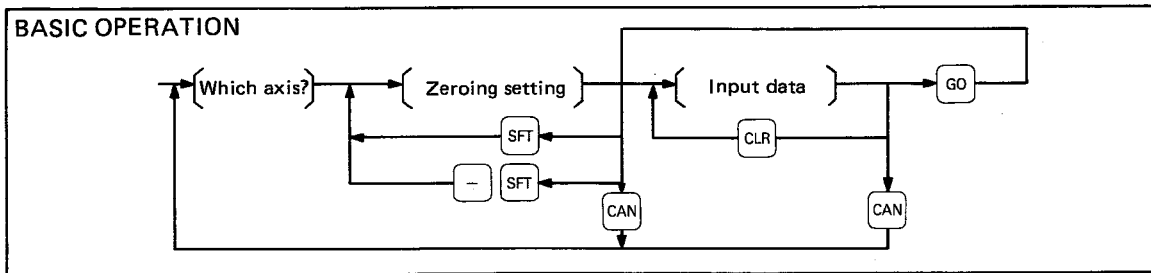 BASIC OPERATION
Which axis?
Zeroing setting
Input data
GO
SFT
CLR
− SFT
CAN
CAN